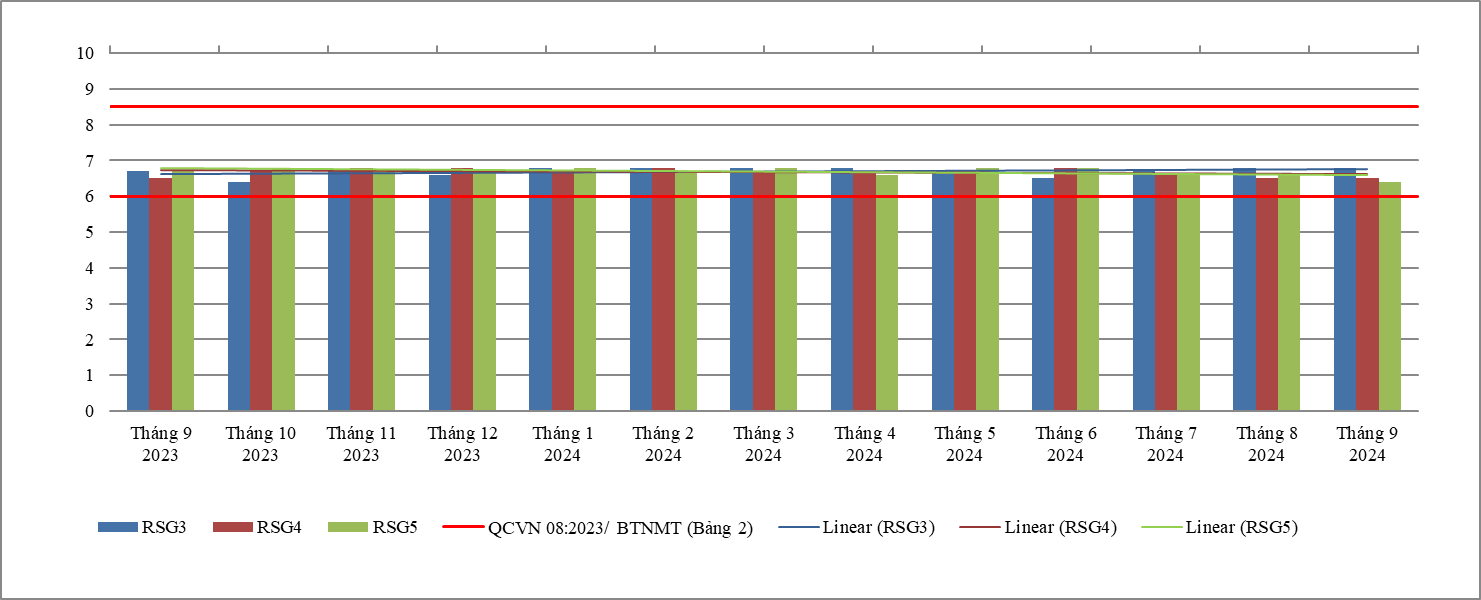 10
9
8
7
6
5
4
3
2
1
0
Tháng 9 2023
Tháng 10 2023
Tháng 11 2023
Tháng 12 2023
Tháng 1 2024
Tháng 2 2024
Tháng 3 2024
Tháng 4 2024
Tháng 5 2024
Tháng 6 2024
Tháng 7 2024
Tháng 8 2024
Tháng 9 2024
RSG3
RSG4
RSG5
QCVN 08:2023/ BTNMT (Bảng 2)
Linear (RSG3)
Linear (RSG4)
Linear (RSG5)